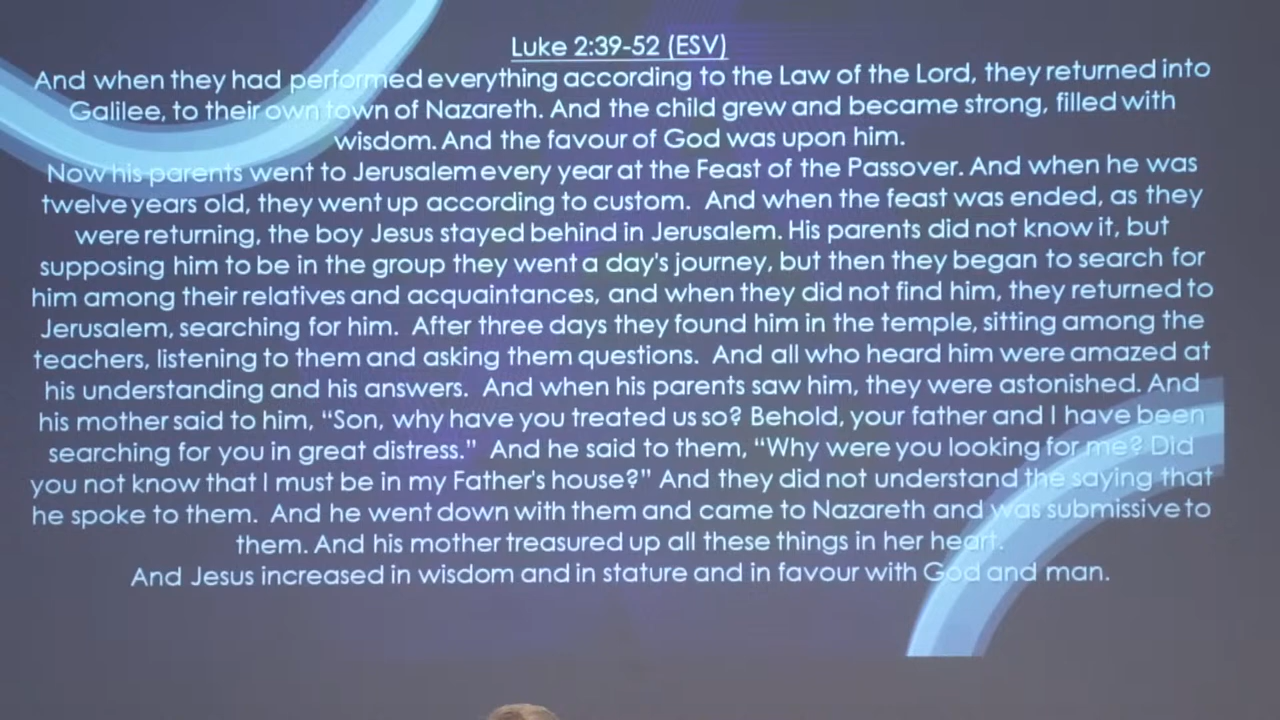 Luke 2:39-52 (ESV)
And when they had performed everything according to the Law of the Lord, they returned into
Galilee, to their own town of Nazareth. And the child grew and became strong, filled with
wisdom. And the favour of God was upon him.
Now his parents went to Jerusalem every year at the Feast of the Passover. And when he was
twelve years old, they went up according to custom. And when the feast was ended, as they
were returning, the boy Jesus stayed behind in Jerusalem. His parents did not know it, but
supposing him to be in the group they went a day's journey, but then they began to search for
him among their relatives and acquaintances, and when they did not find him, they returned to
Jerusalem, searching for him. After three days they found him in the temple, sitting among the
teachers, listening to them and asking them questions. And all who heard him were amazed at
his understanding and his answers. And when his parents saw him, they were astonished. And
his mother said to him, “Son, why have you treated us so? Behold, your father and I have been
searching for you in great distress.” And he said to them, “Why were you looking for me? Did
you not know that I must be in my Father's house?” And they did not understand the saying that
he spoke to them. And he went down with them and came to Nazareth and was submissive to
them. And his mother treasured up all these things in her heart.
And Jesus increased in wisdom and in stature and in favour with God and man.